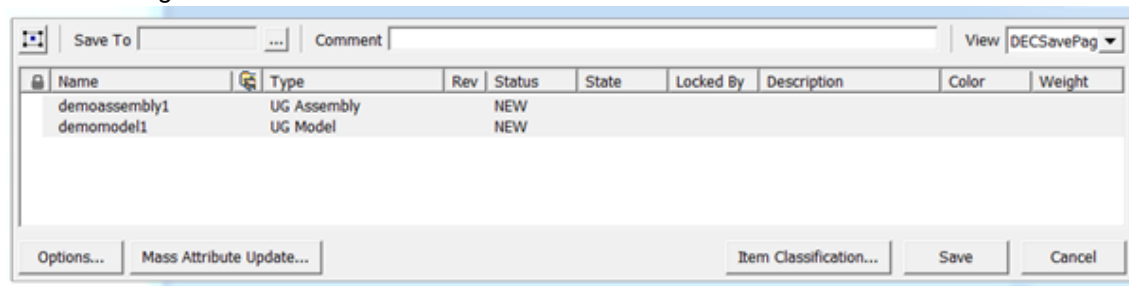 Save To ... Comment View DECSavePag
Name Type Rev Status State Locked By Description Color Weight
demoassembly1 UG Assembly NEW
demomodel1 UG Model NEW
Options... Mass Attribute Update... Item Classification... Save Cancel